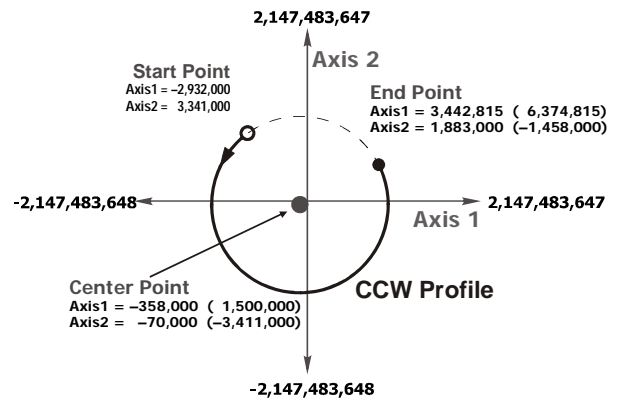 2,147,483,647
Axis 2
Start Point
Axis1 = –2,932,000
Axis2 = 3,341,000
End Point
Axis1 = 3,442,815 ( 6,374,815)
Axis2 = 1,883,000 (–1,458,000)
-2,147,483,648
2,147,483,647
Axis 1
Center Point
Axis1 = –358,000 ( 1,500,000)
Axis2 = –70,000 (–3,411,000)
CCW Profile
-2,147,483,648